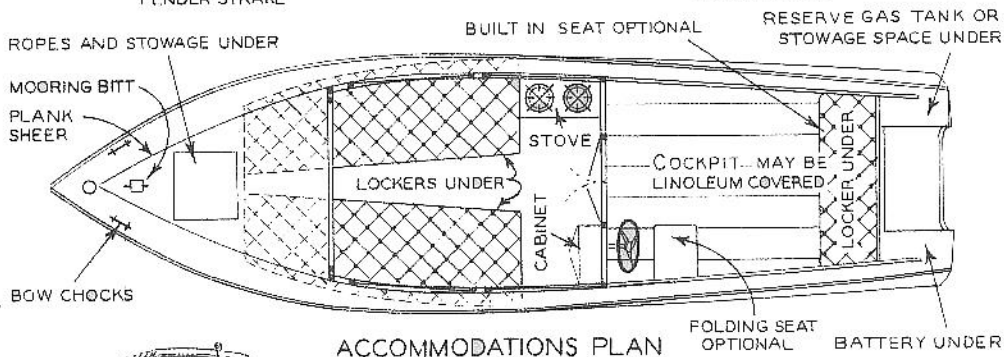 FENDER STRAKE
ROPES AND STOWAGE UNDER
MOORING BITT
PLANK
SHEER
BOW CHOCKS
BUILT IN SEAT OPTIONAL
RESERVE GAS TANK OR
STOWAGE SPACE UNDER
STOVE
LOCKERS UNDER
COCKPIT MAY BE
LINOLEUM COVERED
LOCKER UNDER
CABINET
FOLDING SEAT
OPTIONAL
BATTERY UNDER
ACCOMMODATIONS PLAN